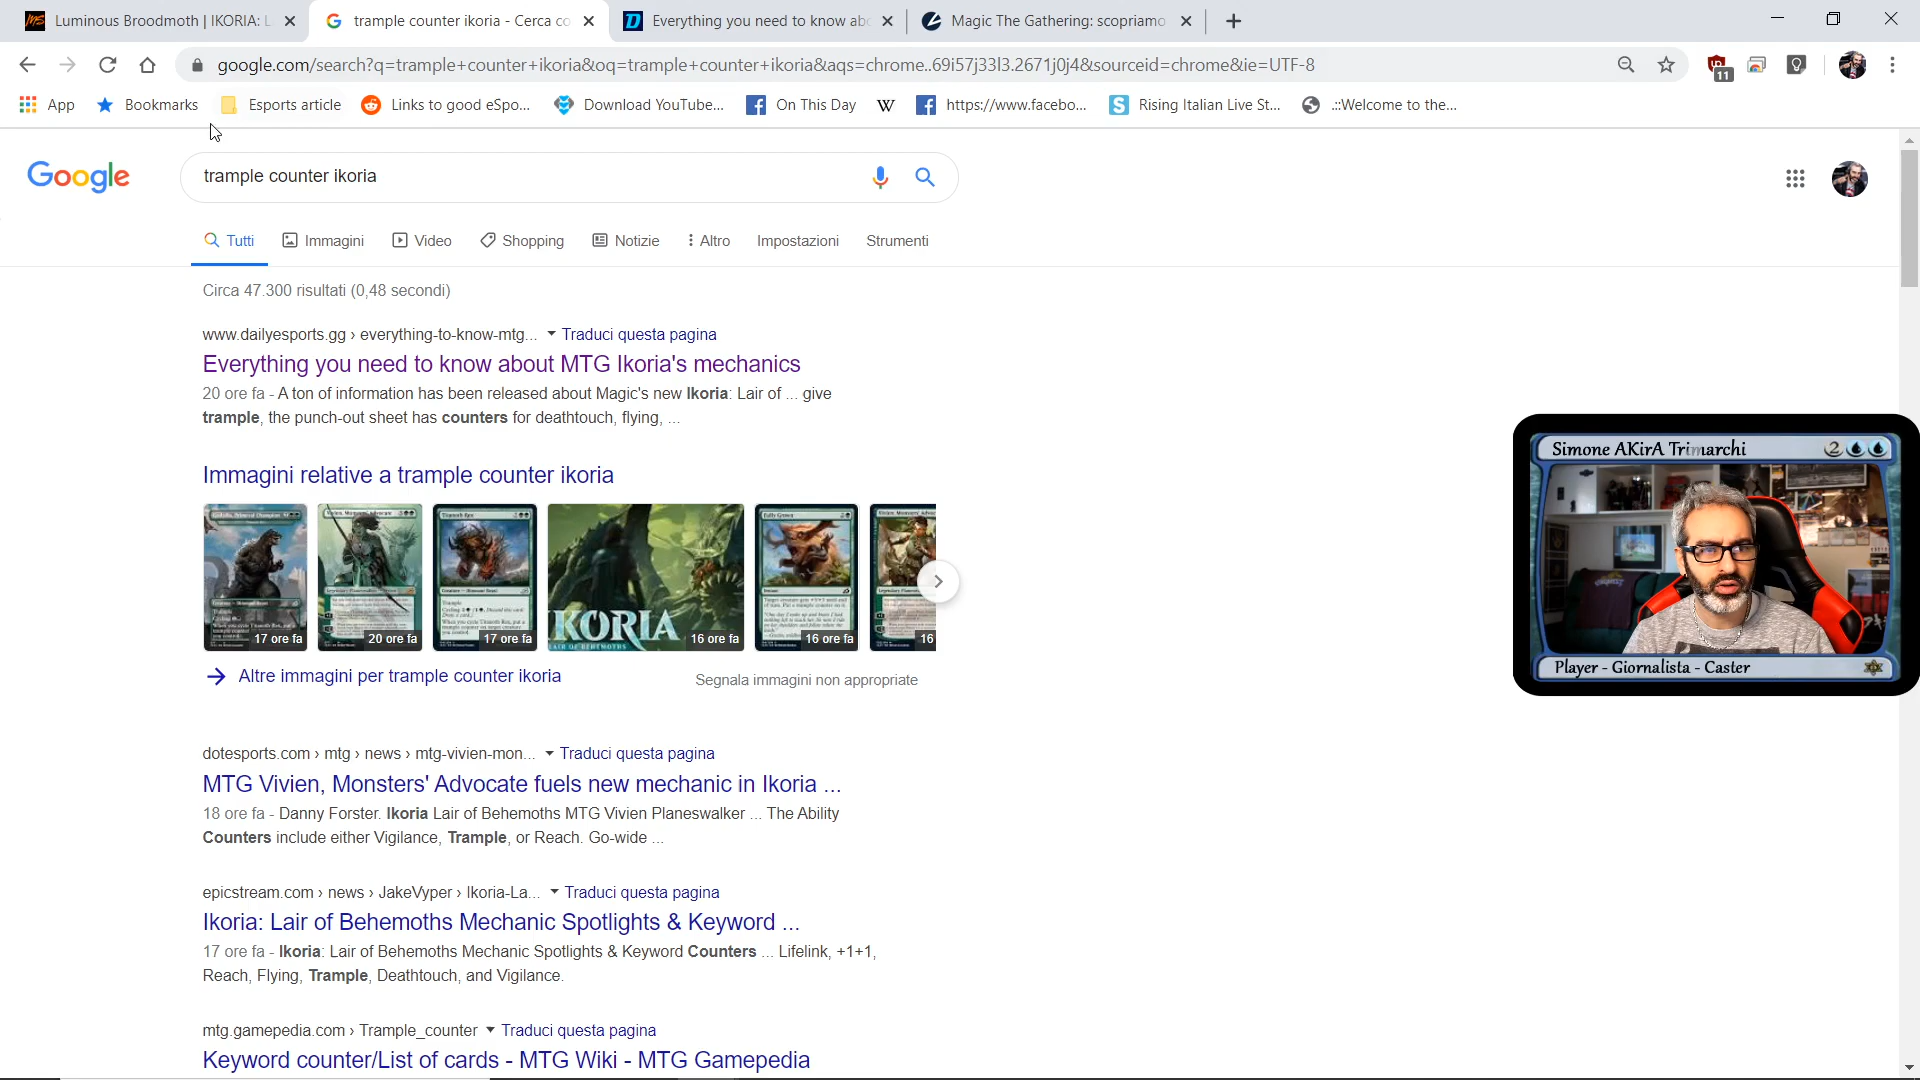 Luminous Broodmoth | IKORIA: L
trample counter ikoria - Cerca co
Everything you need to know abo
Magic The Gathering: scopriamo
google.com/search?q=trample+counter+ikoria&oq=trample+counter+ikoria&aqs=chrome..69i57j33l3.2671j0j4&sourceid=chrome&ie=UTF-8
11
App
Bookmarks
Esports article
Links to good eSpo...
Download YouTube...
On This Day
W
https://www.facebo...
Rising Italian Live St...
.::Welcome to the...
Google
trample counter ikoria
Tutti
Immagini
Video
Shopping
Notizie
Altro
Impostazioni
Strumenti
Circa 47.300 risultati (0,48 secondi)
www.dailyesports.gg › everything-to-know-mtg... Traduci questa pagina
Everything you need to know about MTG Ikoria's mechanics
20 ore fa - A ton of information has been released about Magic's new Ikoria: Lair of ... give
trample, the punch-out sheet has counters for deathtouch, flying, ...
Immagini relative a trample counter ikoria
17 ore fa
20 ore fa
17 ore fa
IKORIA
LAIR OF BEHEMOTHS
16 ore fa
16 ore fa
16
Altre immagini per trample counter ikoria
Segnala immagini non appropriate
dotesports.com › mtg › news › mtg-vivien-mon... Traduci questa pagina
MTG Vivien, Monsters' Advocate fuels new mechanic in Ikoria ...
18 ore fa - Danny Forster. Ikoria Lair of Behemoths MTG Vivien Planeswalker ... The Ability
Counters include either Vigilance, Trample, or Reach. Go-wide ...
epicstream.com › news › JakeVyper › Ikoria-La... Traduci questa pagina
Ikoria: Lair of Behemoths Mechanic Spotlights & Keyword ...
17 ore fa - Ikoria: Lair of Behemoths Mechanic Spotlights & Keyword Counters ... Lifelink, +1+1,
Reach, Flying, Trample, Deathtouch, and Vigilance.
mtg.gamepedia.com › Trample_counter Traduci questa pagina
Keyword counter/List of cards - MTG Wiki - MTG Gamepedia
Simone AKirA Trimarchi
2
Player - Giornalista - Caster